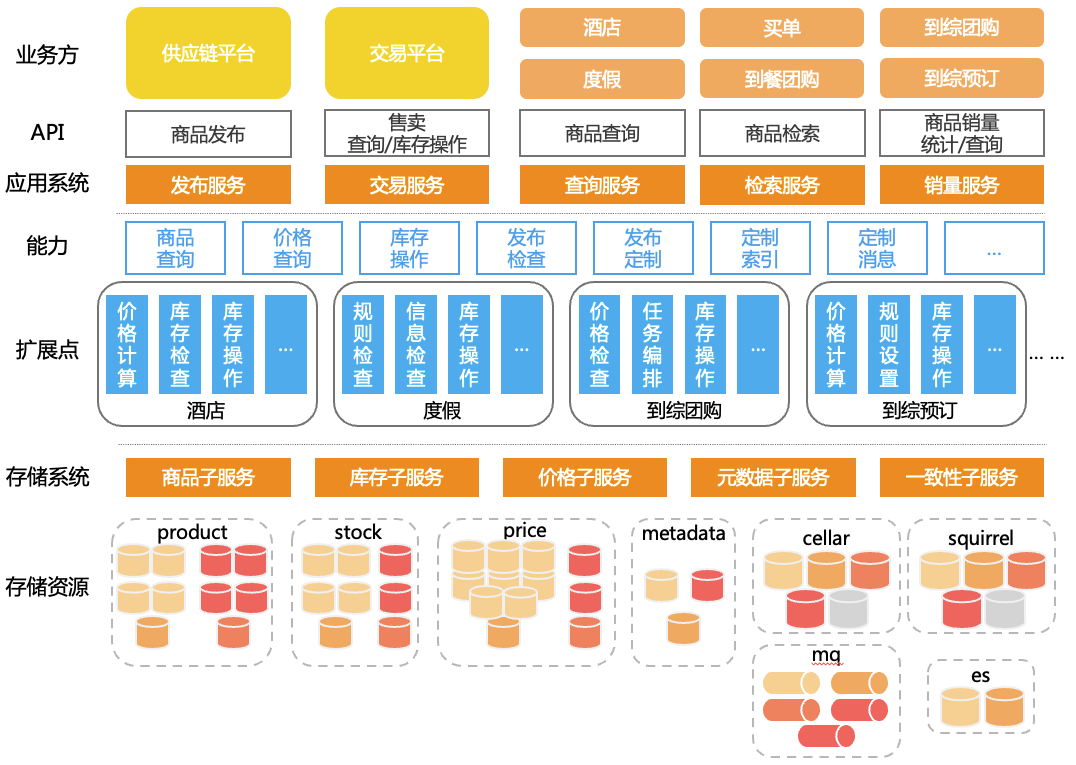 业务方
供应链平台
交易平台
酒店
买单
到综团购
度假
到餐团购
到综预订
API
商品发布
售卖
查询/库存操作
商品查询
商品检索
商品销量
统计/查询
应用系统
发布服务
交易服务
查询服务
检索服务
销量服务
能力
商品
查询
价格
查询
库存
操作
发布
检查
发布
定制
定制
索引
定制
消息
...
扩展点
价格计算
库存检查
库存操作
...
酒店
规则检查
信息检查
库存操作
...
度假
价格检查
任务编排
库存操作
...
到综团购
价格计算
规则设置
库存操作
...
到综预订
... ...
存储系统
商品子服务
库存子服务
价格子服务
元数据子服务
一致性子服务
存储资源
product
stock
price
metadata
cellar
squirrel
mq
es